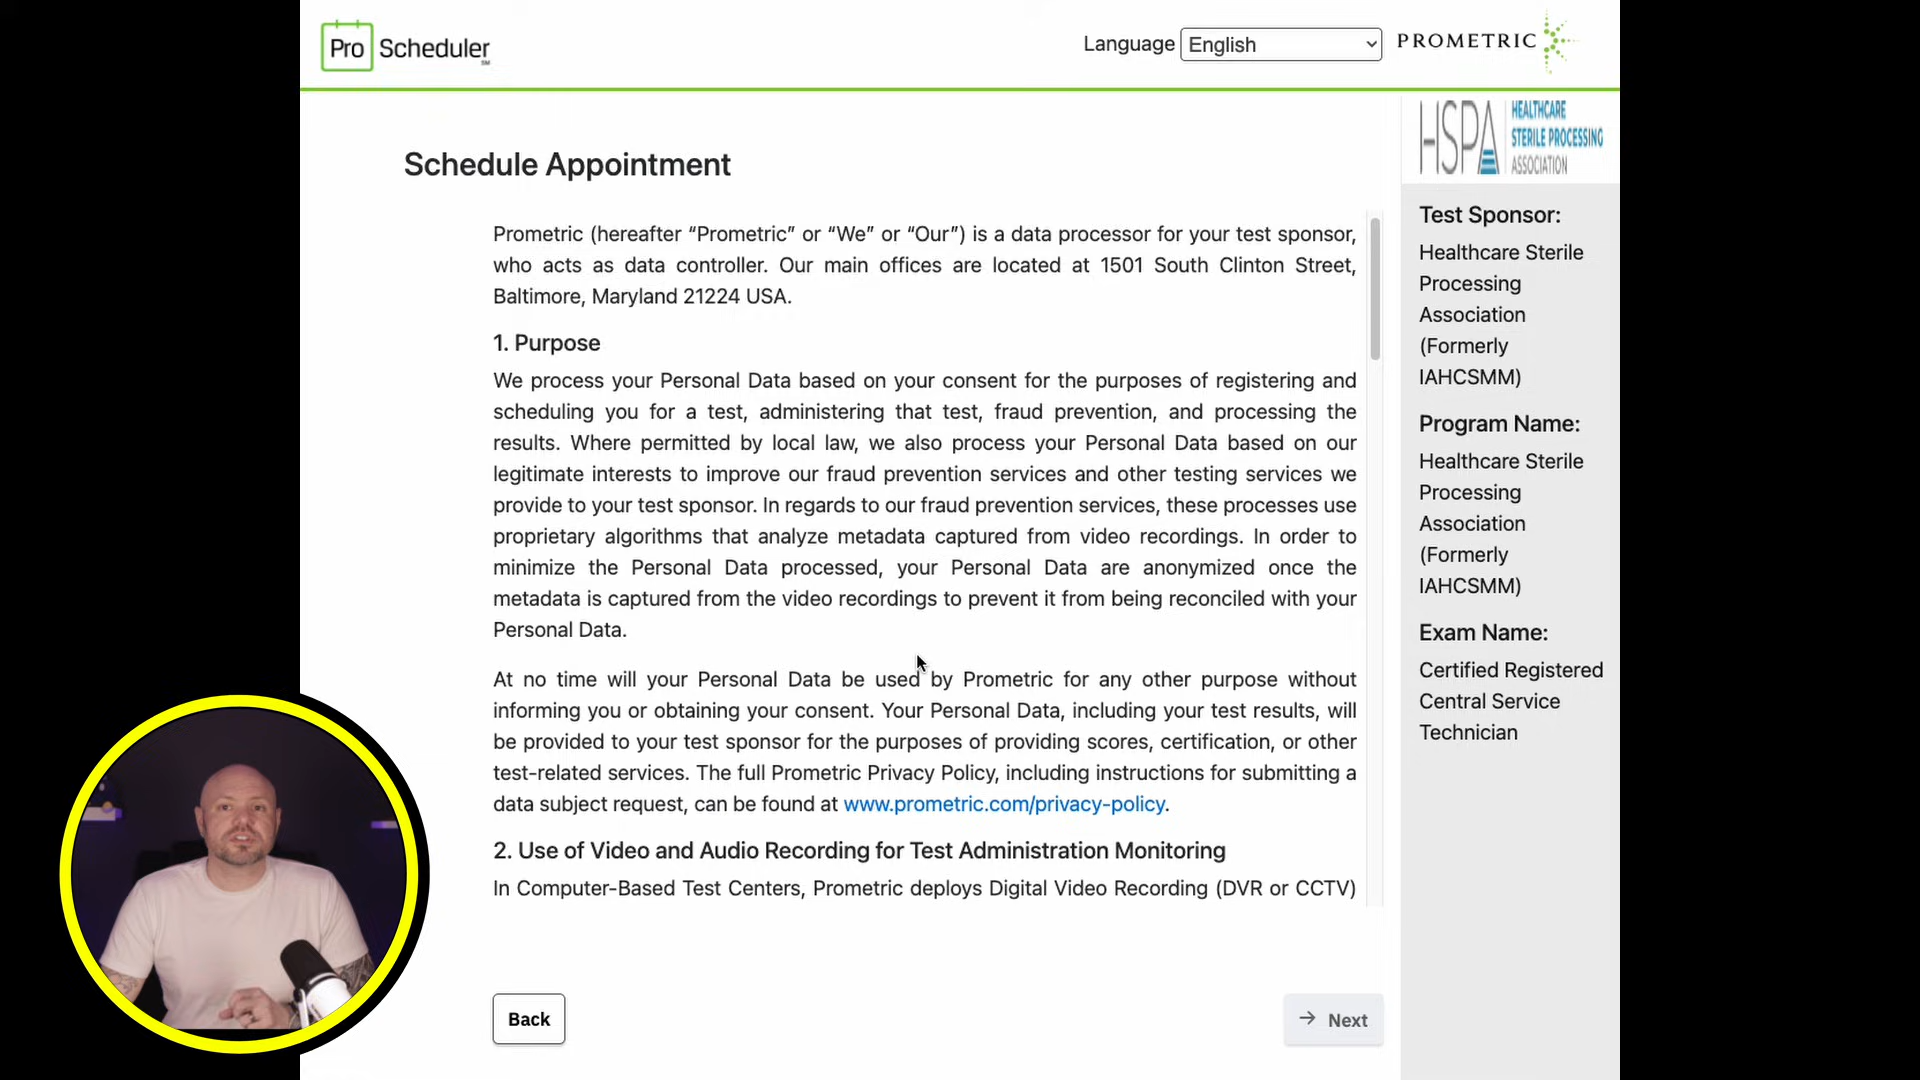 Pro Scheduler
Language English PROMETRIC
HSPA HEALTHCARE
STERILE PROCESSING
ASSOCIATION
Schedule Appointment
Prometric (hereafter “Prometric” or “We” or “Our”) is a data processor for your test sponsor,
who acts as data controller. Our main offices are located at 1501 South Clinton Street,
Baltimore, Maryland 21224 USA.
1. Purpose
We process your Personal Data based on your consent for the purposes of registering and
scheduling you for a test, administering that test, fraud prevention, and processing the
results. Where permitted by local law, we also process your Personal Data based on our
legitimate interests to improve our fraud prevention services and other testing services we
provide to your test sponsor. In regards to our fraud prevention services, these processes use
proprietary algorithms that analyze metadata captured from video recordings. In order to
minimize the Personal Data processed, your Personal Data are anonymized once the
metadata is captured from the video recordings to prevent it from being reconciled with your
Personal Data.
At no time will your Personal Data be used by Prometric for any other purpose without
informing you or obtaining your consent. Your Personal Data, including your test results, will
be provided to your test sponsor for the purposes of providing scores, certification, or other
test-related services. The full Prometric Privacy Policy, including instructions for submitting a
data subject request, can be found at www.prometric.com/privacy-policy.
2. Use of Video and Audio Recording for Test Administration Monitoring
In Computer-Based Test Centers, Prometric deploys Digital Video Recording (DVR or CCTV)
Back
Next
Test Sponsor:
Healthcare Sterile
Processing
Association
(Formerly
IAHCSMM)
Program Name:
Healthcare Sterile
Processing
Association
(Formerly
IAHCSMM)
Exam Name:
Certified Registered
Central Service
Technician